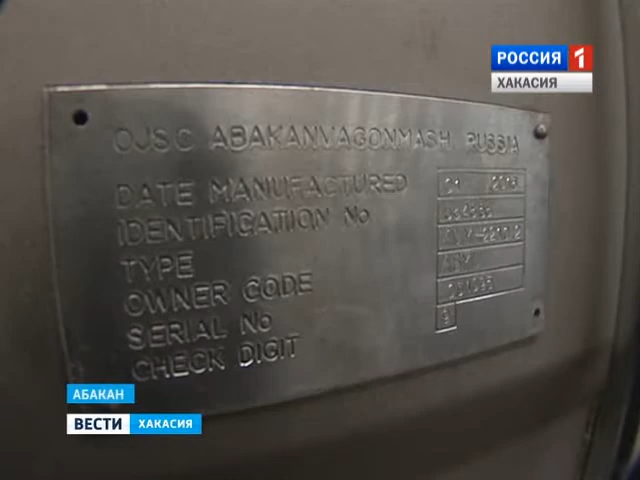 РОССИЯ 1
ХАКАСИЯ
OJSC ABAKANVAGONMASH, RUSSIA
DATE MANUFACTURED
IDENTIFICATION No
TYPE
OWNER CODE
SERIAL No
CHECK DIGIT
АБАКАН
ВЕСТИ ХАКАСИЯ